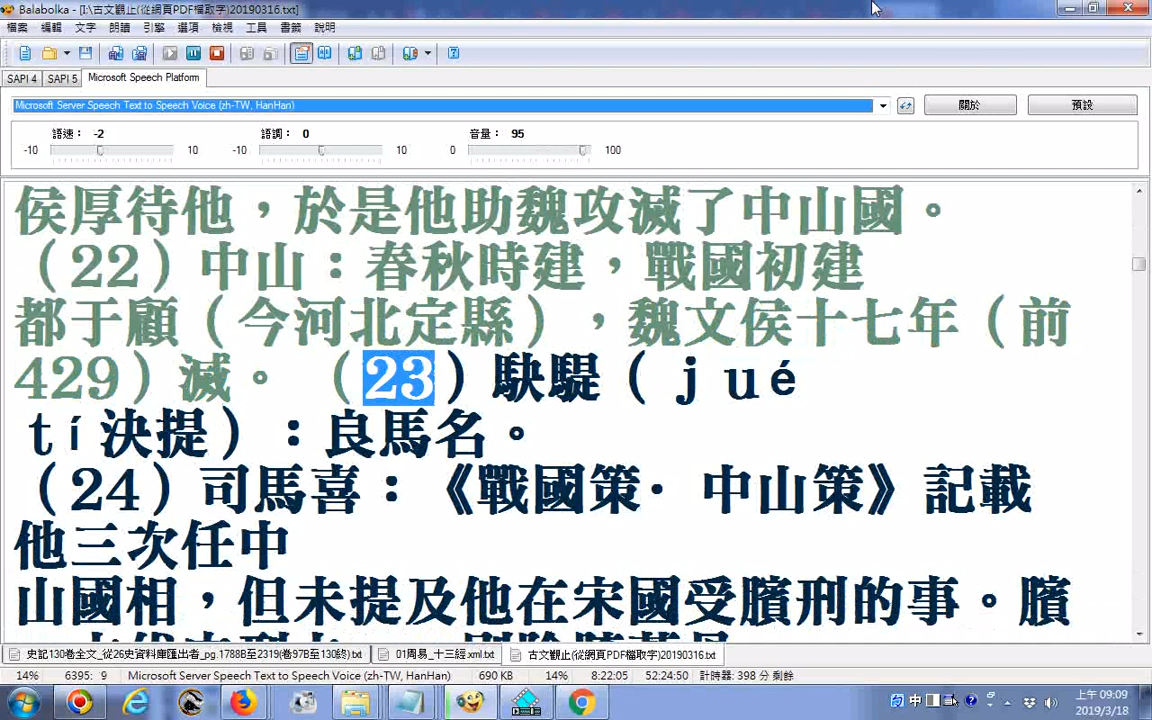 Balabolka - [I:\古文觀止(從網頁PDF檔取字)20190316.txt]
檔案 編輯 文字 朗讀 引擎 選項 檢視 工具 書籤 說明
SAPI 4 SAPI 5 Microsoft Speech Platform
Microsoft Server Speech Text to Speech Voice (zh-TW, HanHan) 關於 預設
語速： -2 語調： 0 音量： 95
-10 10 -10 10 0 100
侯厚待他，於是他助魏攻滅了中山國。
（22）中山：春秋時建，戰國初建
都于顧（今河北定縣），魏文侯十七年（前
429）滅。（23）駃騠（ｊｕé
ｔí決提）：良馬名。
（24）司馬喜：《戰國策·中山策》記載
他三次任中
山國相，但未提及他在宋國受臏刑的事。臏
史記130卷全文_從26史資料庫匯出者_pg.1788B至2319(卷97B至130終).txt 01周易_十三經.xml.txt 古文觀止(從網頁PDF檔取字)20190316.txt
14% 6395: 9 Microsoft Server Speech Text to Speech Voice (zh-TW, HanHan) 690 KB 14% 8:22:05 52:24:50 計時器: 398 分 剩餘
中 上午 09:09
2019/3/18